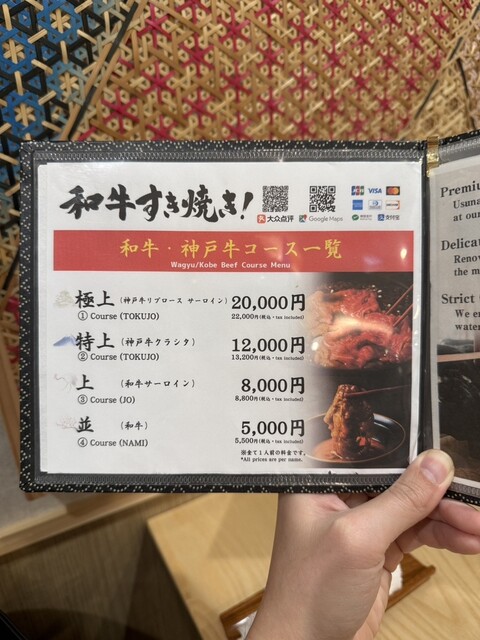 和牛すき焼き!
大众点评
Google Maps
JCB VISA
和牛・神戸牛コース一覧
Wagyu/Kobe Beef Course Menu
極上(神戸牛リブロース サーロイン) 20,000円
① Course (TOKUJO) 22,000円(税込・tax included)
特上(神戸牛クラシタ) 12,000円
② Course (TOKUJO) 13,200円(税込・tax included)
上(和牛サーロイン) 8,000円
③ Course (JO) 8,800円(税込・tax included)
並(和牛) 5,000円
④ Course (NAMI) 5,500円(税込・tax included)
※全て1人前の料金です。
*All prices are per name.
Premiu
Usuna
at our
Delica
Renov
the m
Strict
We e
water